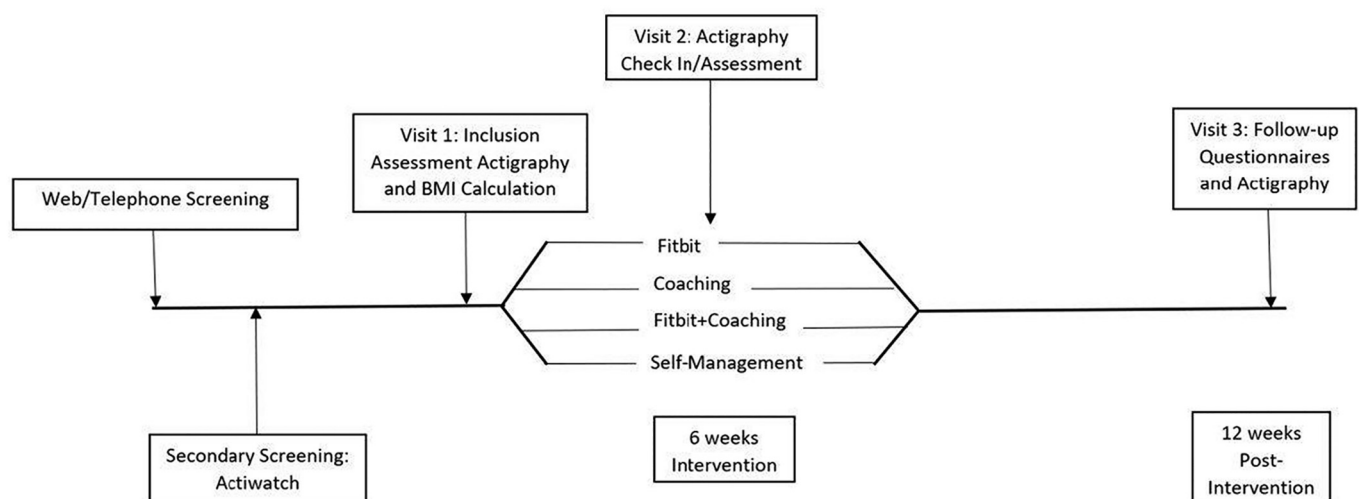 Visit 2: Actigraphy
Check In/Assessment
Visit 1: Inclusion
Assessment Actigraphy
and BMI Calculation
Visit 3: Follow-up
Questionnaires
and Actigraphy
Web/Telephone Screening
Fitbit
Coaching
Fitbit+Coaching
Self-Management
Secondary Screening:
Actiwatch
6 weeks
Intervention
12 weeks
Post-
Intervention